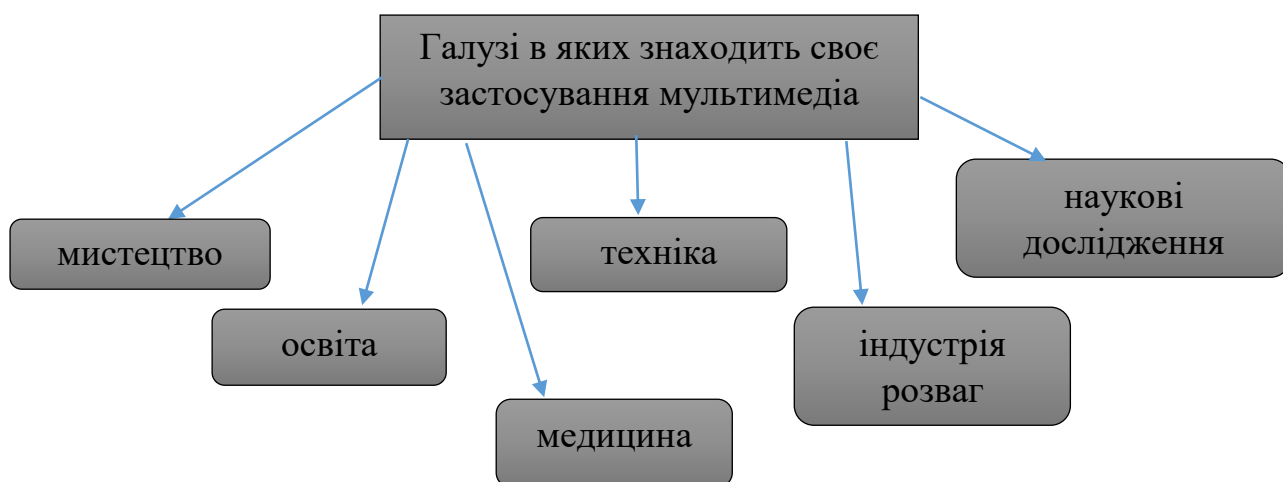 Галузі в яких знаходить своє
застосування мультимедіа
мистецтво
освіта
медицина
техніка
індустрія
розваг
наукові
дослідження